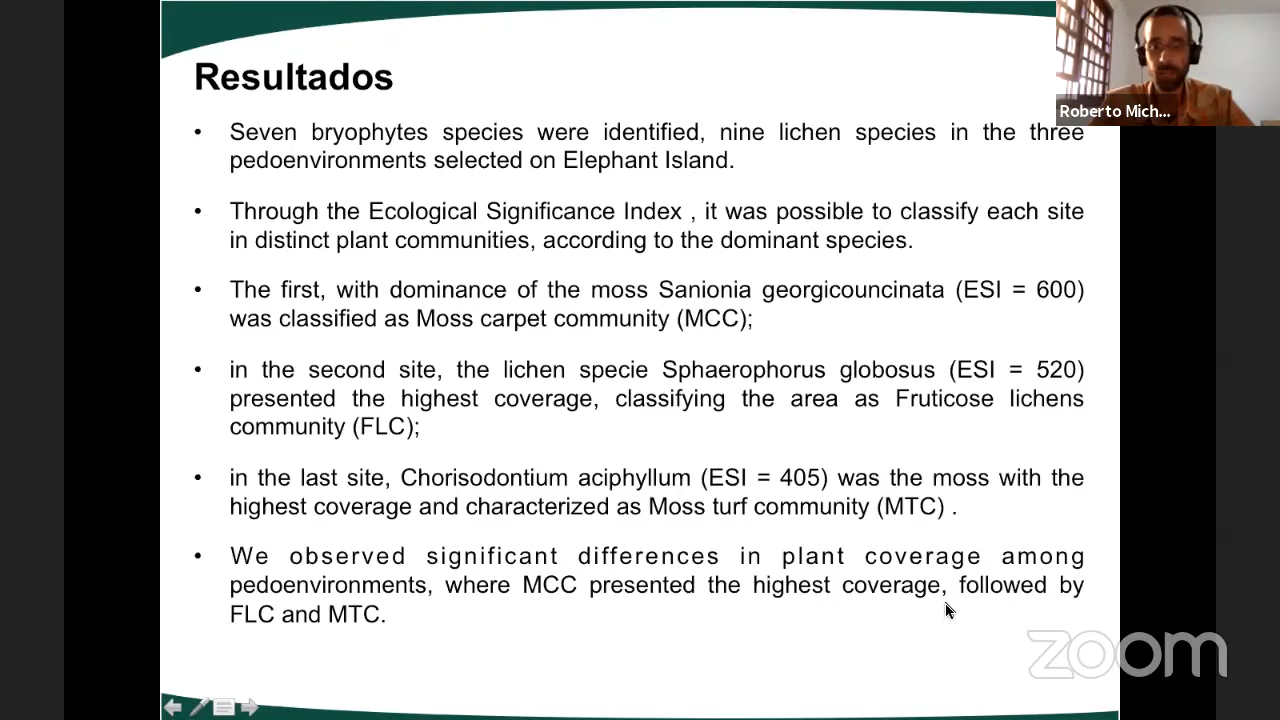 Resultados
Roberto Mich...
• Seven bryophytes species were identified, nine lichen species in the three
pedoenvironments selected on Elephant Island.
• Through the Ecological Significance Index , it was possible to classify each site
in distinct plant communities, according to the dominant species.
• The first, with dominance of the moss Sanionia georgicouncinata (ESI = 600)
was classified as Moss carpet community (MCC);
• in the second site, the lichen specie Sphaerophorus globosus (ESI = 520)
presented the highest coverage, classifying the area as Fruticose lichens
community (FLC);
• in the last site, Chorisodontium aciphyllum (ESI = 405) was the moss with the
highest coverage and characterized as Moss turf community (MTC) .
• We observed significant differences in plant coverage among
pedoenvironments, where MCC presented the highest coverage, followed by
FLC and MTC.
zoom